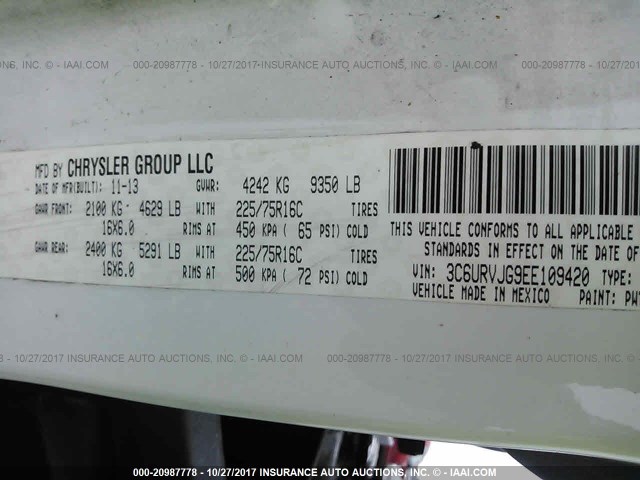 000-20987778 - 10/27/2017 INSURANCE AUTO AUCTIONS, INC. - © IAAI.COM
MFD BY CHRYSLER GROUP LLC
DATE OF MFR(BUILT): 11-13 GVWR: 4242 KG 9350 LB
GAWR FRONT: 2100 KG 4629 LB WITH 225/75R16C TIRES
16X6.0 RIMS AT 450 KPA ( 65 PSI) COLD
GAWR REAR: 2400 KG 5291 LB WITH 225/75R16C TIRES
16X6.0 RIMS AT 500 KPA ( 72 PSI) COLD
THIS VEHICLE CONFORMS TO ALL APPLICABLE
STANDARDS IN EFFECT ON THE DATE OF
VIN: 3C6URVJG9EE109420 TYPE:
VEHICLE MADE IN MEXICO PAINT: PW
000-20987778 - 10/27/2017 INSURANCE AUTO AUCTIONS, INC. - © IAAI.COM
000-20987778 - 10/27/2017 INSURANCE AUTO AUCTIONS, INC. - © IAAI.COM